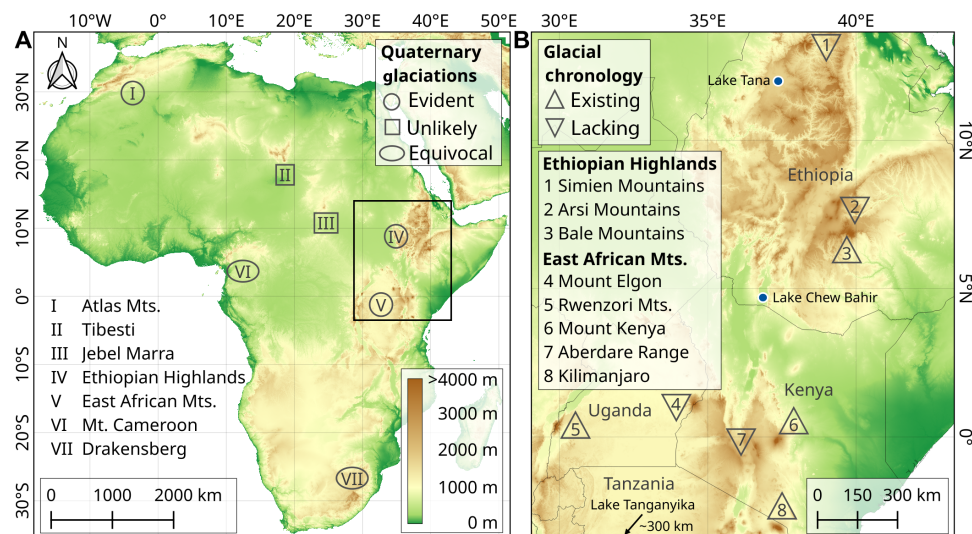 A
10°W 0° 10°E 20°E 30°E 40°E 50°E
N
30°N
20°N
10°N
0°
10°S
20°S
30°S
Quaternary
glaciations
Evident
Unlikely
Equivocal
I
II
III
IV
V
VI
VII
I Atlas Mts.
II Tibesti
III Jebel Marra
IV Ethiopian Highlands
V East African Mts.
VI Mt. Cameroon
VII Drakensberg
>4000 m
3000 m
2000 m
1000 m
0 m
0 1000 2000 km
B
30°E 35°E 40°E
10°N
5°N
0°
Glacial
chronology
Existing
Lacking
Ethiopian Highlands
1 Simien Mountains
2 Arsi Mountains
3 Bale Mountains
East African Mts.
4 Mount Elgon
5 Rwenzori Mts.
6 Mount Kenya
7 Aberdare Range
8 Kilimanjaro
1
Lake Tana
Ethiopia
2
3
Lake Chew Bahir
Kenya
Uganda
4
5
6
7
Tanzania
Lake Tanganyika
~300 km
8
0 150 300 km